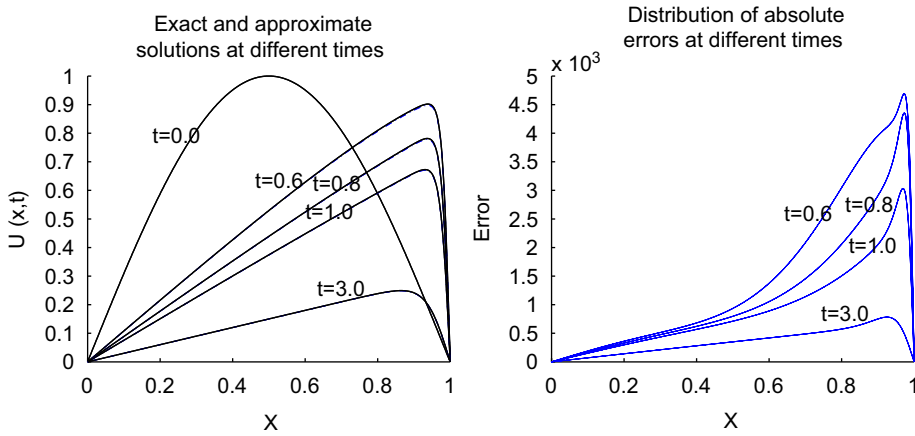 Exact and approximate
solutions at different times
1
0.9
0.8
0.7
0.6
0.5
0.4
0.3
0.2
0.1
0
U (x,t)
t=0.0
t=0.6
t=0.8
t=1.0
t=3.0
0
0.2
0.4
0.6
0.8
1
X
Distribution of absolute
errors at different times
x 10³
5
4.5
4
3.5
3
2.5
2
1.5
1
0.5
0
Error
t=0.6
t=0.8
t=1.0
t=3.0
0
0.2
0.4
0.6
0.8
1
X